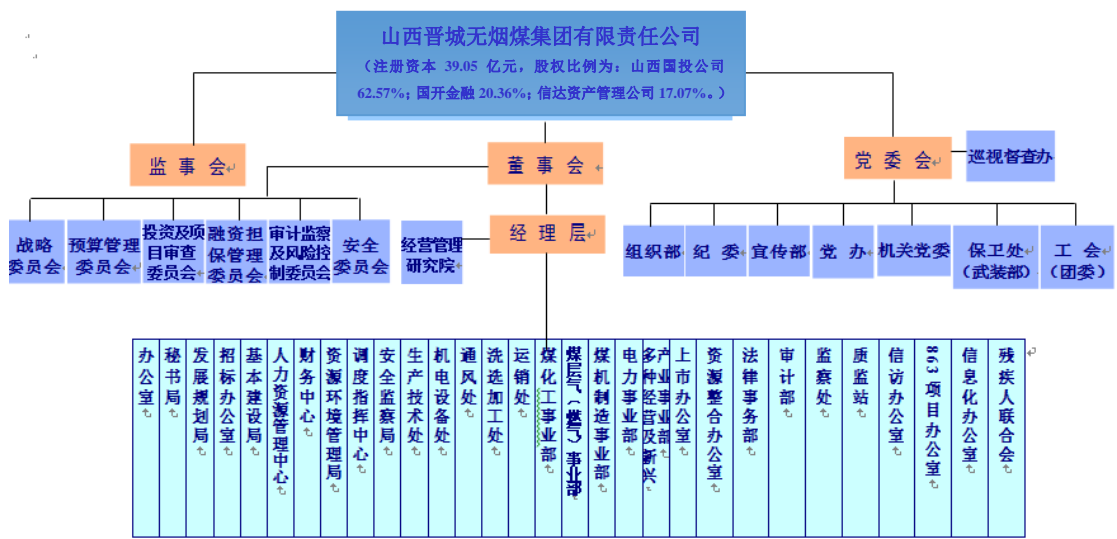 山西晋城无烟煤集团有限责任公司
（注册资本 39.05 亿元，股权比例为：山西国投公司
62.57%；国开金融 20.36%；信达资产管理公司 17.07%。）
监 事 会
董 事 会
党 委 会
巡视督查办
战略
委员会
预算管理
委员会
投资及项
目审查
委员会
融资担
保管理
委员会
审计监察
及风险控
制委员会
安全
委员会
经营管理
研究院
经 理 层
组织部
纪 委
宣传部
党 办
机关党委
保卫处
（武装部）
工 会
（团委）
办公室
秘书局
发展规划局
招标办公室
基本建设局
人力资源管理中心
财务中心
资源环境管理局
调度指挥中心
安全监察局
生产技术处
机电设备处
通风处
洗选加工处
运销处
煤化工事业部
煤层气（燃气）事业部
煤机制造事业部
电力事业部
多种经营及新兴
产业事业部
上市办公室
资源整合办公室
法律事务部
审计部
监察处
质监站
信访办公室
863 项目办公室
信息化办公室
残疾人联合会